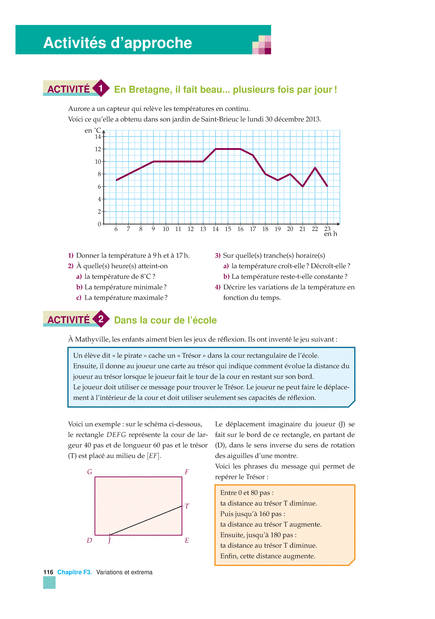 Activités d'approche
ACTIVITÉ 1 En Bretagne, il fait beau... plusieurs fois par jour !
Aurore a un capteur qui relève les températures en continu.
Voici ce qu'elle a obtenu dans son jardin de Saint-Brieuc le lundi 30 décembre 2013.
en °C
14
12
10
8
6
4
2
0
6 7 8 9 10 11 12 13 14 15 16 17 18 19 20 21 22 23
en h
1) Donner la température à 9 h et à 17 h.
2) À quelle(s) heure(s) atteint-on
a) la température de 8°C ?
b) La température minimale ?
c) La température maximale ?
3) Sur quelle(s) tranche(s) horaire(s)
a) la température croît-elle ? Décroît-elle ?
b) La température reste-t-elle constante ?
4) Décrire les variations de la température en
fonction du temps.
ACTIVITÉ 2 Dans la cour de l'école
À Mathyville, les enfants aiment bien les jeux de réflexion. Ils ont inventé le jeu suivant :
Un élève dit « le pirate » cache un « Trésor » dans la cour rectangulaire de l'école.
Ensuite, il donne au joueur une carte au trésor qui indique comment évolue la distance du
joueur au trésor lorsque le joueur fait le tour de la cour en restant sur son bord.
Le joueur doit utiliser ce message pour trouver le Trésor. Le joueur ne peut faire le déplace-
ment à l'intérieur de la cour et doit utiliser seulement ses capacités de réflexion.
Voici un exemple : sur le schéma ci-dessous,
le rectangle DEFG représente la cour de lar-
geur 40 pas et de longueur 60 pas et le trésor
(T) est placé au milieu de [EF].
G F
T
D J E
Le déplacement imaginaire du joueur (J) se
fait sur le bord de ce rectangle, en partant de
(D), dans le sens inverse du sens de rotation
des aiguilles d'une montre.
Voici les phrases du message qui permet de
repérer le Trésor :
Entre 0 et 80 pas :
ta distance au trésor T diminue.
Puis jusqu'à 160 pas :
ta distance au trésor T augmente.
Ensuite, jusqu'à 180 pas :
ta distance au trésor T diminue.
Enfin, cette distance augmente.
116 Chapitre F3. Variations et extrema